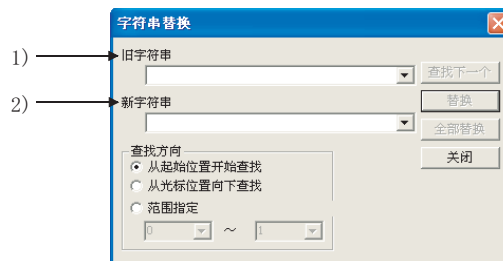 字符串替换
1)
旧字符串
查找下一个
2)
新字符串
替换
全部替换
关闭
查找方向
从起始位置开始查找
从光标位置向下查找
范围指定
0 ～ 1